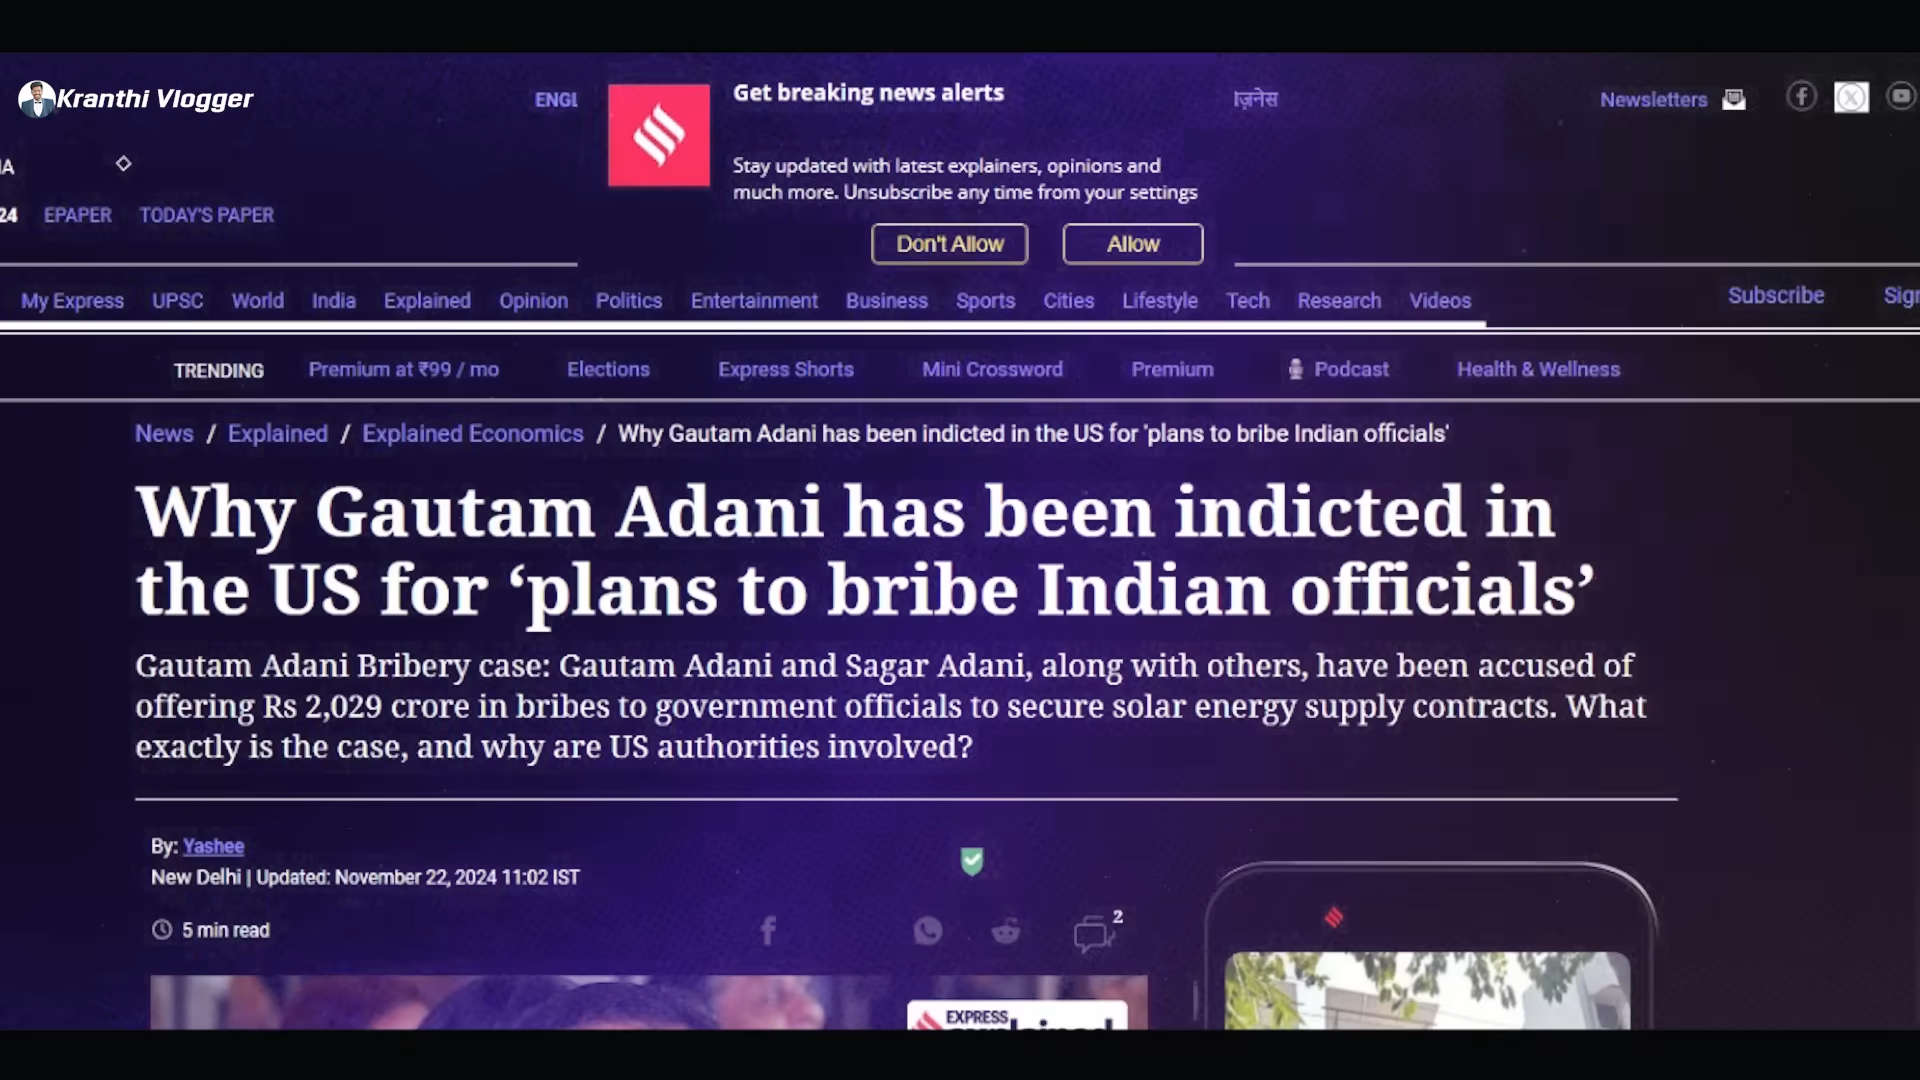 Kranthi Vlogger
Get breaking news alerts
Newsletters
Stay updated with latest explainers, opinions and
much more. Unsubscribe any time from your settings
24 EPAPER TODAY'S PAPER
Don't Allow Allow
My Express UPSC World India Explained Opinion Politics Entertainment Business Sports Cities Lifestyle Tech Research Videos Subscribe
TRENDING Premium at ₹99 / mo Elections Express Shorts Mini Crossword Premium Podcast Health & Wellness
News / Explained / Explained Economics / Why Gautam Adani has been indicted in the US for 'plans to bribe Indian officials'
Why Gautam Adani has been indicted in
the US for ‘plans to bribe Indian officials’
Gautam Adani Bribery case: Gautam Adani and Sagar Adani, along with others, have been accused of
offering Rs 2,029 crore in bribes to government officials to secure solar energy supply contracts. What
exactly is the case, and why are US authorities involved?
By: Yashee
New Delhi | Updated: November 22, 2024 11:02 IST
2
5 min read
EXPRESS